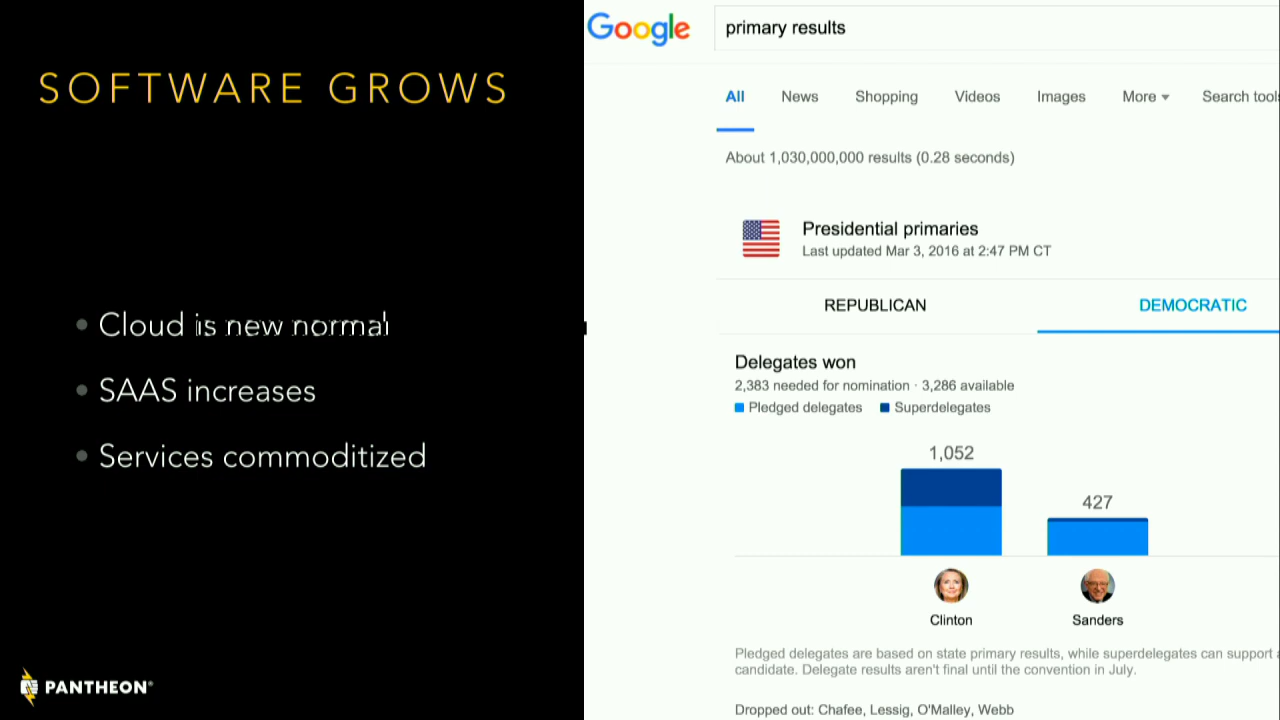 SOFTWARE GROWS
Cloud is new normal
SAAS increases
Services commoditized
PANTHEON®
Google
primary results
All News Shopping Videos Images More Search tools
About 1,030,000,000 results (0.28 seconds)
Presidential primaries
Last updated Mar 3, 2016 at 2:47 PM CT
REPUBLICAN DEMOCRATIC
Delegates won
2,383 needed for nomination · 3,286 available
Pledged delegates Superdelegates
1,052
427
Clinton Sanders
Pledged delegates are based on state primary results, while superdelegates can support a
candidate. Delegate results aren't final until the convention in July.
Dropped out: Chafee, Lessig, O'Malley, Webb